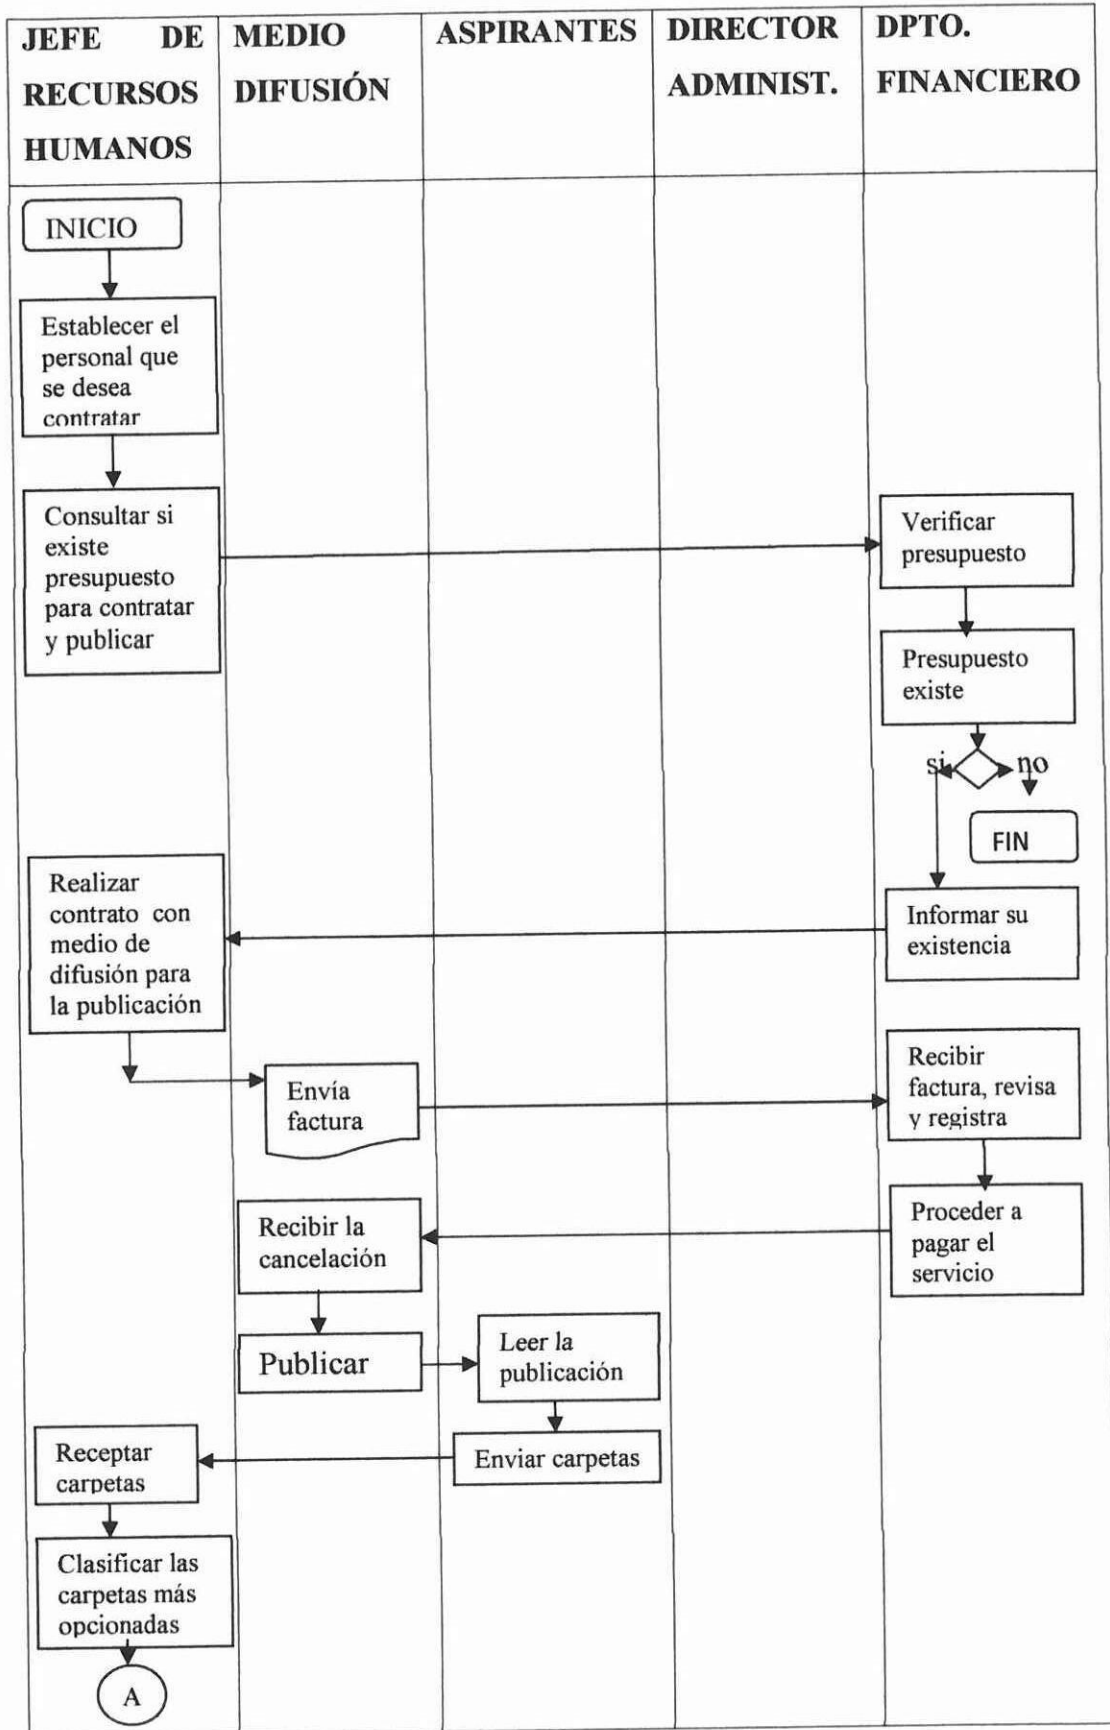 JEFE DE
RECURSOS
HUMANOS
MEDIO
DIFUSIÓN
ASPIRANTES
DIRECTOR
ADMINIST.
DPTO.
FINANCIERO
INICIO
Establecer el
personal que
se desea
contratar
Consultar si
existe
presupuesto
para contratar
y publicar
Verificar
presupuesto
Presupuesto
existe
si
no
FIN
Informar su
existencia
Realizar
contrato con
medio de
difusión para
la publicación
Envía
factura
Recibir
factura, revisa
y registra
Proceder a
pagar el
servicio
Recibir la
cancelación
Publicar
Leer la
publicación
Enviar carpetas
Receptar
carpetas
Clasificar las
carpetas más
opcionadas
A